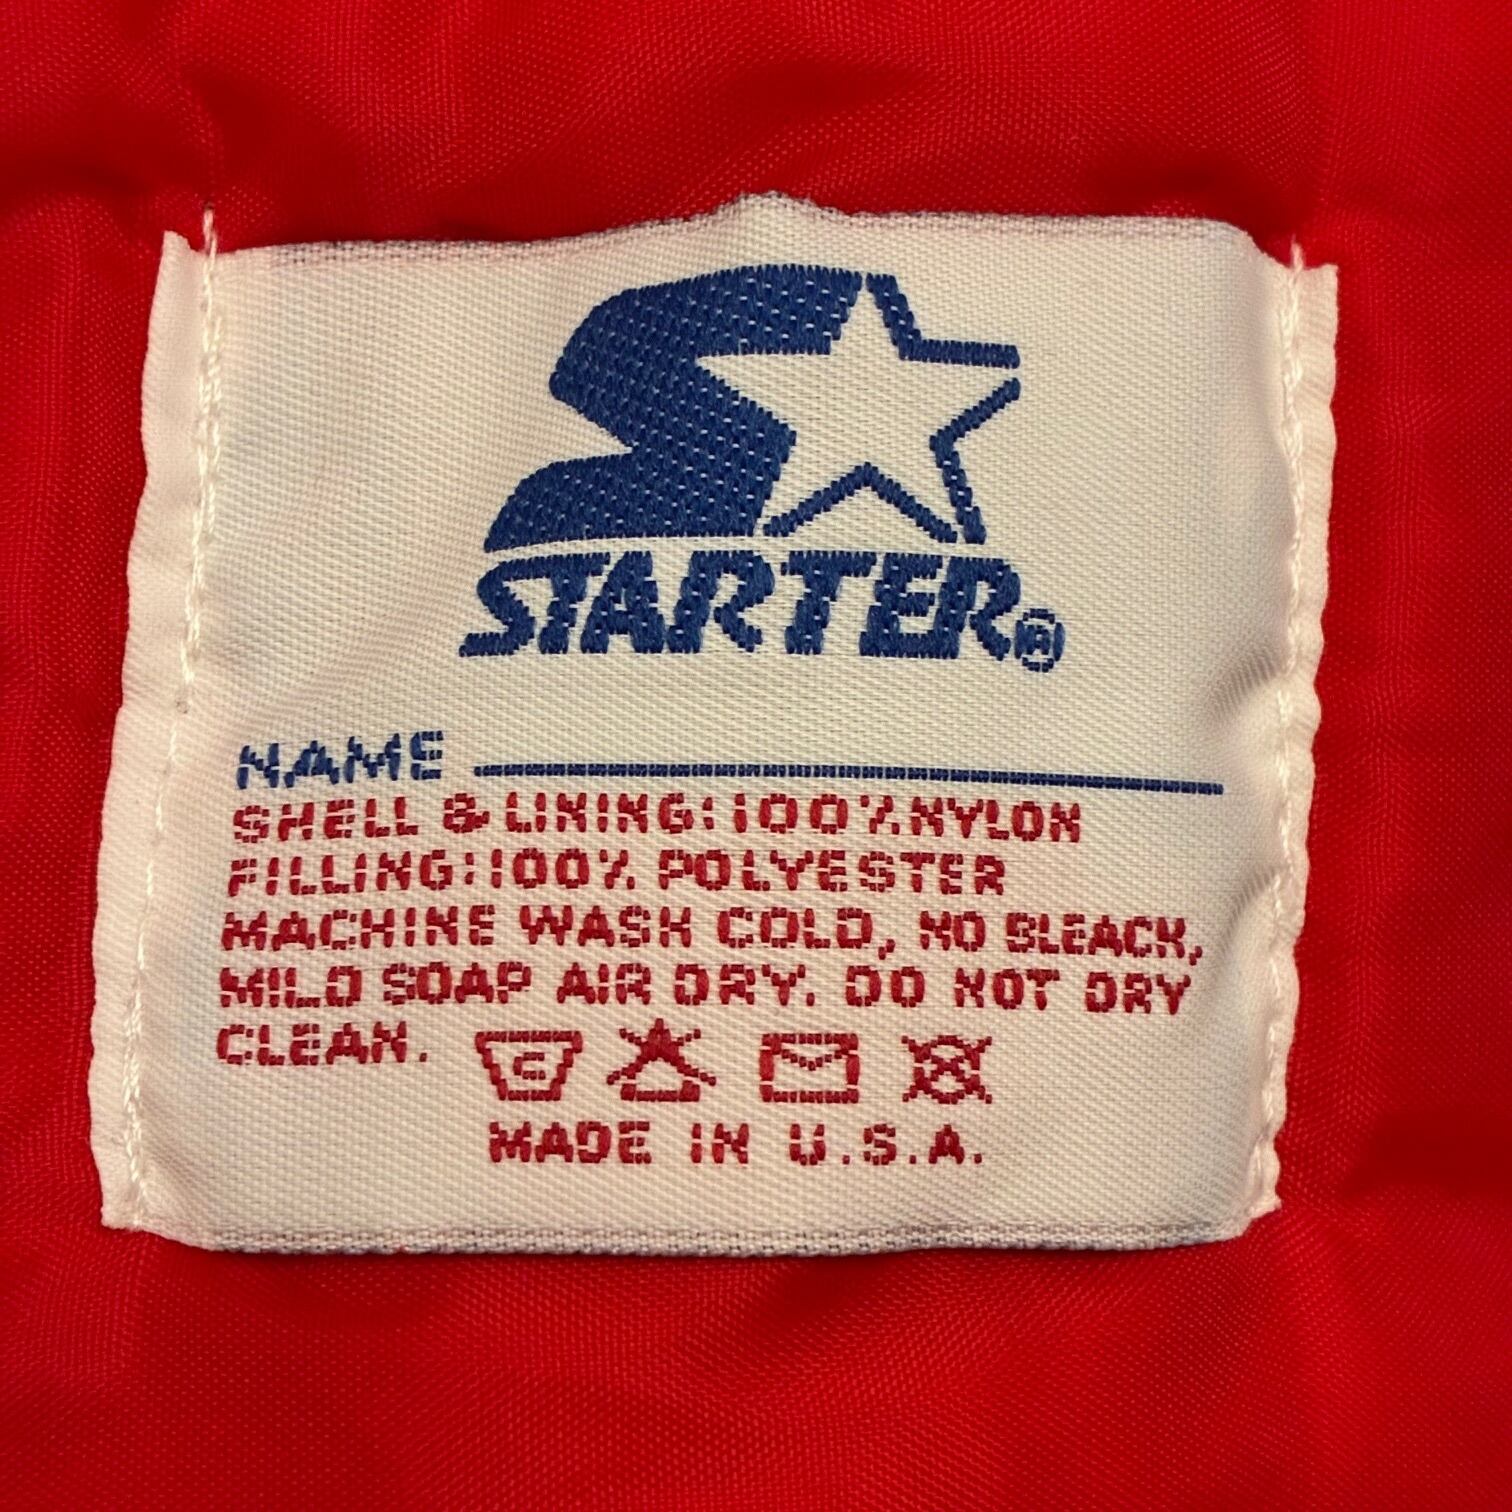 STARTER®
NAME
SHELL & LINING: 100% NYLON
FILLING: 100% POLYESTER
MACHINE WASH COLD, NO BLEACH,
MILD SOAP AIR DRY. DO NOT DRY
CLEAN.
C
MADE IN U.S.A.